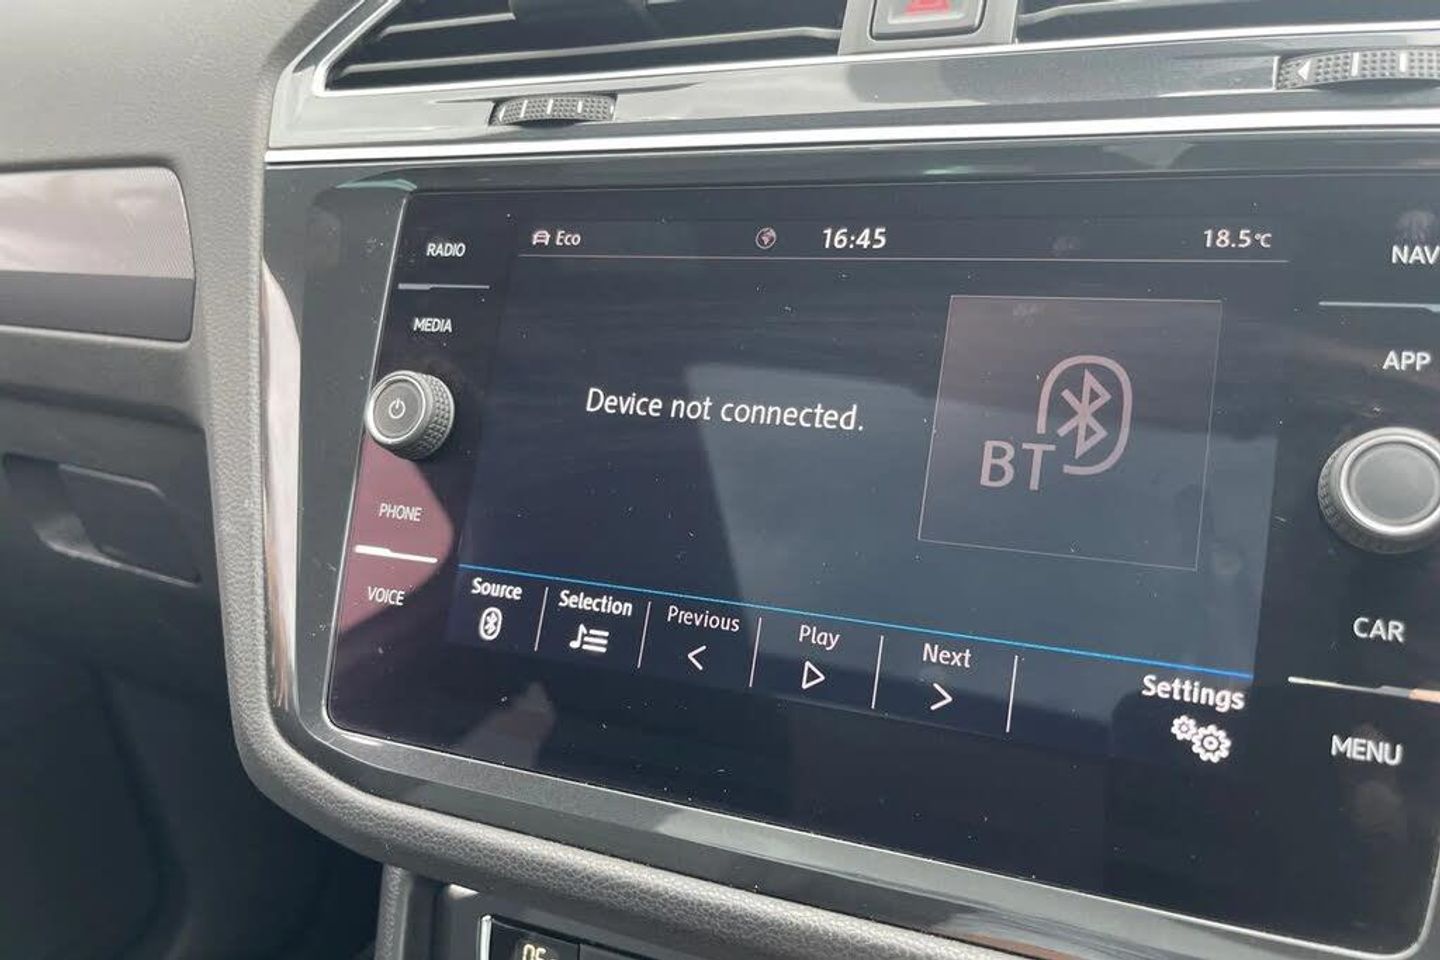 RADIO
MEDIA
PHONE
VOICE
Eco
16:45
18.5°C
Device not connected.
BT
Source
Selection
Previous
Play
Next
Settings
NAV
APP
CAR
MENU